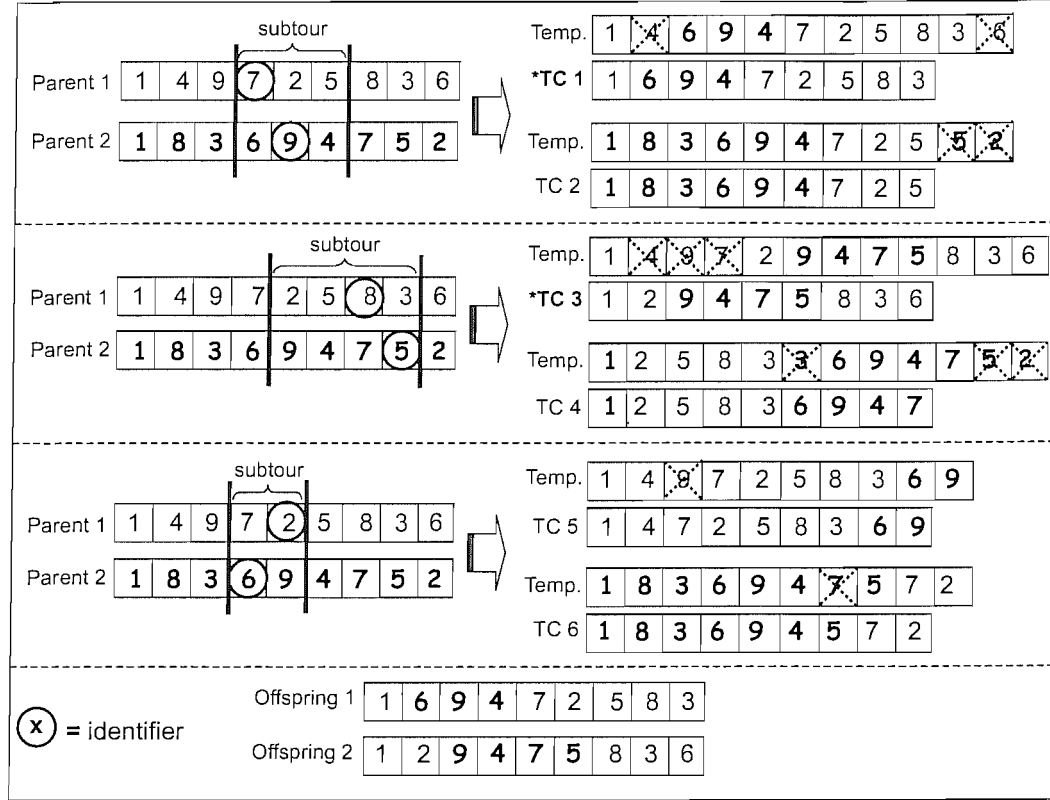 subtour
Parent 1 1 4 9 7 2 5 8 3 6
Parent 2 1 8 3 6 9 4 7 5 2
Temp. 1 4 6 9 4 7 2 5 8 3 6
*TC 1 1 6 9 4 7 2 5 8 3
Temp. 1 8 3 6 9 4 7 2 5 5 2
TC 2 1 8 3 6 9 4 7 2 5
subtour
Parent 1 1 4 9 7 2 5 8 3 6
Parent 2 1 8 3 6 9 4 7 5 2
Temp. 1 4 9 7 2 9 4 7 5 8 3 6
*TC 3 1 2 9 4 7 5 8 3 6
Temp. 1 2 5 8 3 3 6 9 4 7 5 2
TC 4 1 2 5 8 3 6 9 4 7
subtour
Parent 1 1 4 9 7 2 5 8 3 6
Parent 2 1 8 3 6 9 4 7 5 2
Temp. 1 4 9 7 2 5 8 3 6 9
TC 5 1 4 7 2 5 8 3 6 9
Temp. 1 8 3 6 9 4 7 5 7 2
TC 6 1 8 3 6 9 4 5 7 2
x = identifier
Offspring 1 1 6 9 4 7 2 5 8 3
Offspring 2 1 2 9 4 7 5 8 3 6